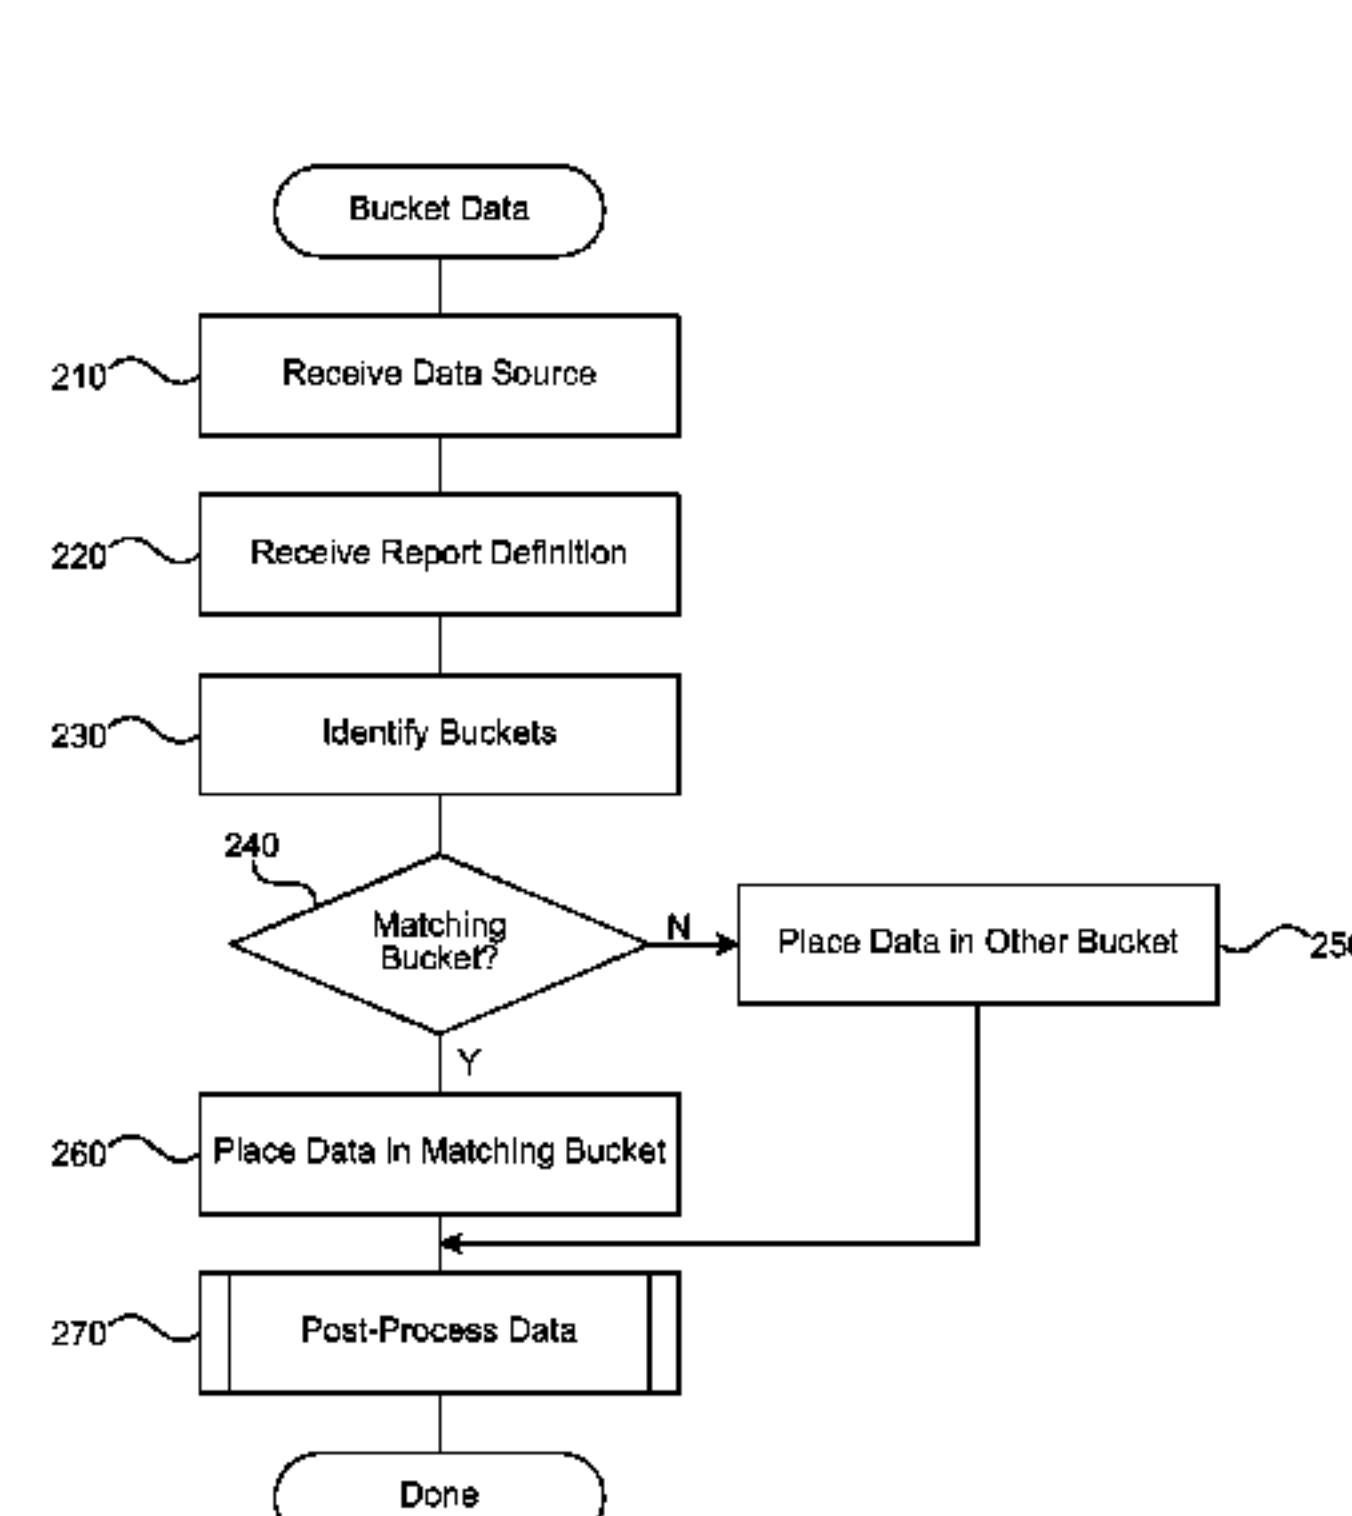 Bucket Data
210
Receive Data Source
220
Receive Report Definition
230
Identify Buckets
240
Matching
Bucket?
N
Place Data in Other Bucket
Y
260
Place Data in Matching Bucket
270
Post-Process Data
Done